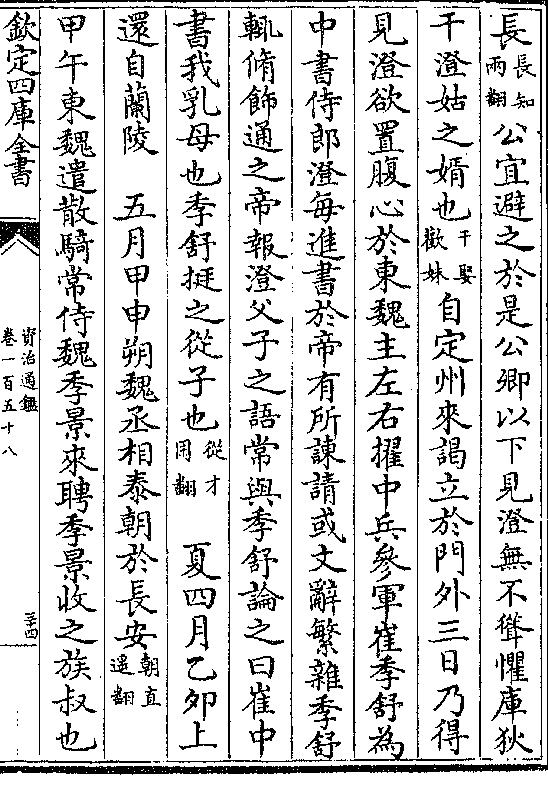 長長知兩翻公宜避之於是公卿以下見澄無不聳懼庫狄
干澄姑之婿也干娶歡妹自定州來謁立於門外三日乃得
見澄欲置腹心於東魏主左右擢中兵參軍崔季舒為
中書侍郎澄每進書於帝有所諫請或文辭繁雜季舒
輒脩飾通之帝報澄父子之語常與季舒論之曰崔中
書我乳母也季舒挺之從子也從才用翻　夏四月乙卯上
還自蘭陵　五月甲申朔魏丞相泰朝於長安朝直遥翻
甲午東魏遣散騎常侍魏季景來聘季景收之族叔也
欽定四庫全書
資治通鑑
卷一百五十八
三十四